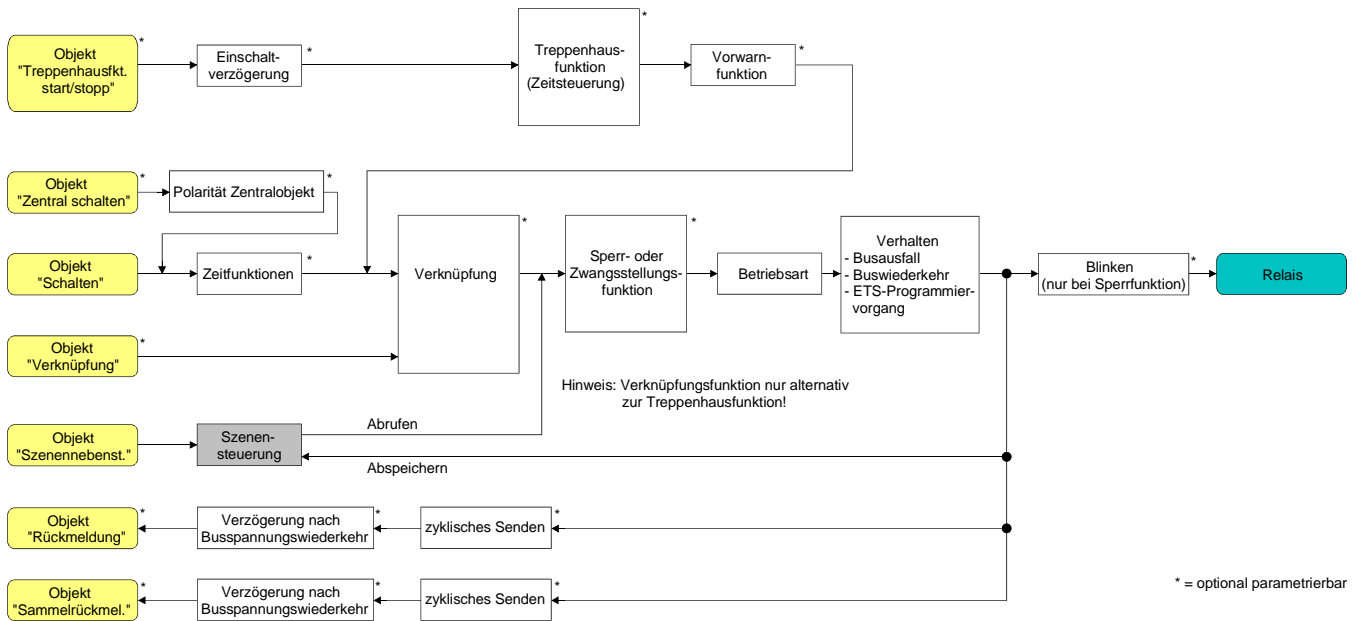 Objekt
"Treppenhausfkt.
start/stopp"
*
Einschalt-
verzögerung
*
Treppenhaus-
funktion
(Zeitsteuerung)
*
Vorwarn-
funktion
*
Objekt
"Zentral schalten"
*
Polarität Zentralobjekt
*
Objekt
"Schalten"
*
Zeitfunktionen
*
Verknüpfung
*
Sperr- oder
Zwangsstellungs-
funktion
*
Betriebsart
Verhalten
- Busausfall
- Buswiederkehr
- ETS-Programmier-
vorgang
Blinken
(nur bei Sperrfunktion)
*
Relais
Objekt
"Verknüpfung"
*
Hinweis: Verknüpfungsfunktion nur alternativ
zur Treppenhausfunktion!
Objekt
"Szenennebenst."
*
Szenen-
steuerung
Abrufen
Abspeichern
Objekt
"Rückmeldung"
*
Verzögerung nach
Busspannungswiederkehr
*
zyklisches Senden
*
Objekt
"Sammelrückmel."
*
Verzögerung nach
Busspannungswiederkehr
*
zyklisches Senden
*
* = optional parametrierbar